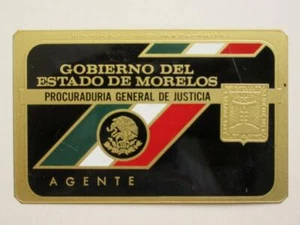 GOBIERNO DEL
ESTADO DE MORELOS
PROCURADURIA GENERAL DE JUSTICIA
AGENTE